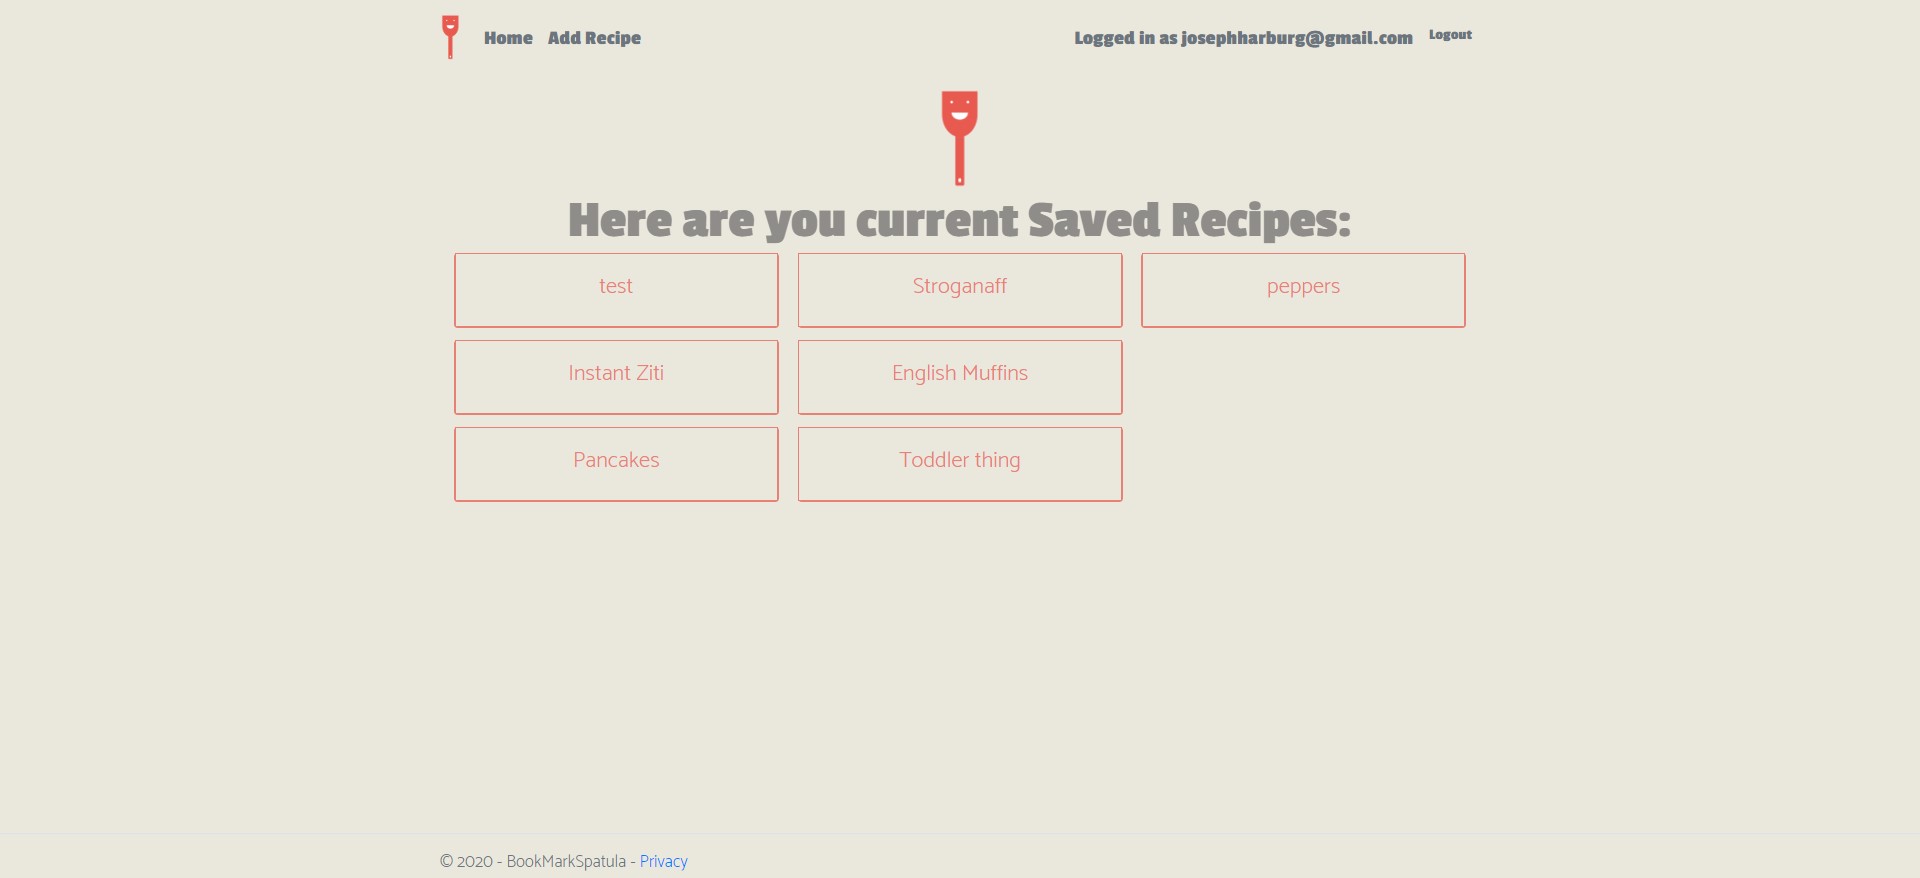 Home Add Recipe Logged in as josephharburg@gmail.com Logout
Here are you current Saved Recipes:
test Stroganaff peppers
Instant Ziti English Muffins
Pancakes Toddler thing
© 2020 - BookMarkSpatula - Privacy